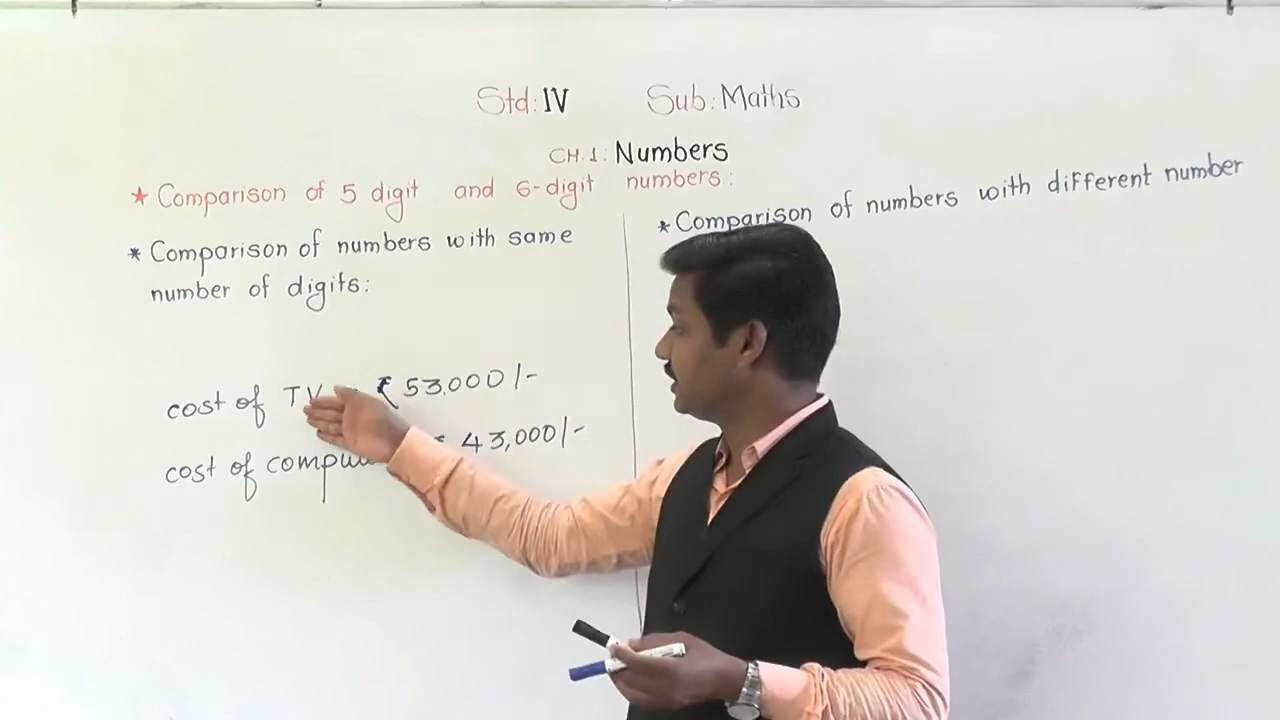 Std: IV Sub: Maths
CH.1: Numbers
* Comparison of 5 digit and 6-digit numbers:
* Comparison of numbers with same
number of digits:
cost of TV ₹ 53,000/-
cost of 43,000/-
* Comparison of numbers with different number